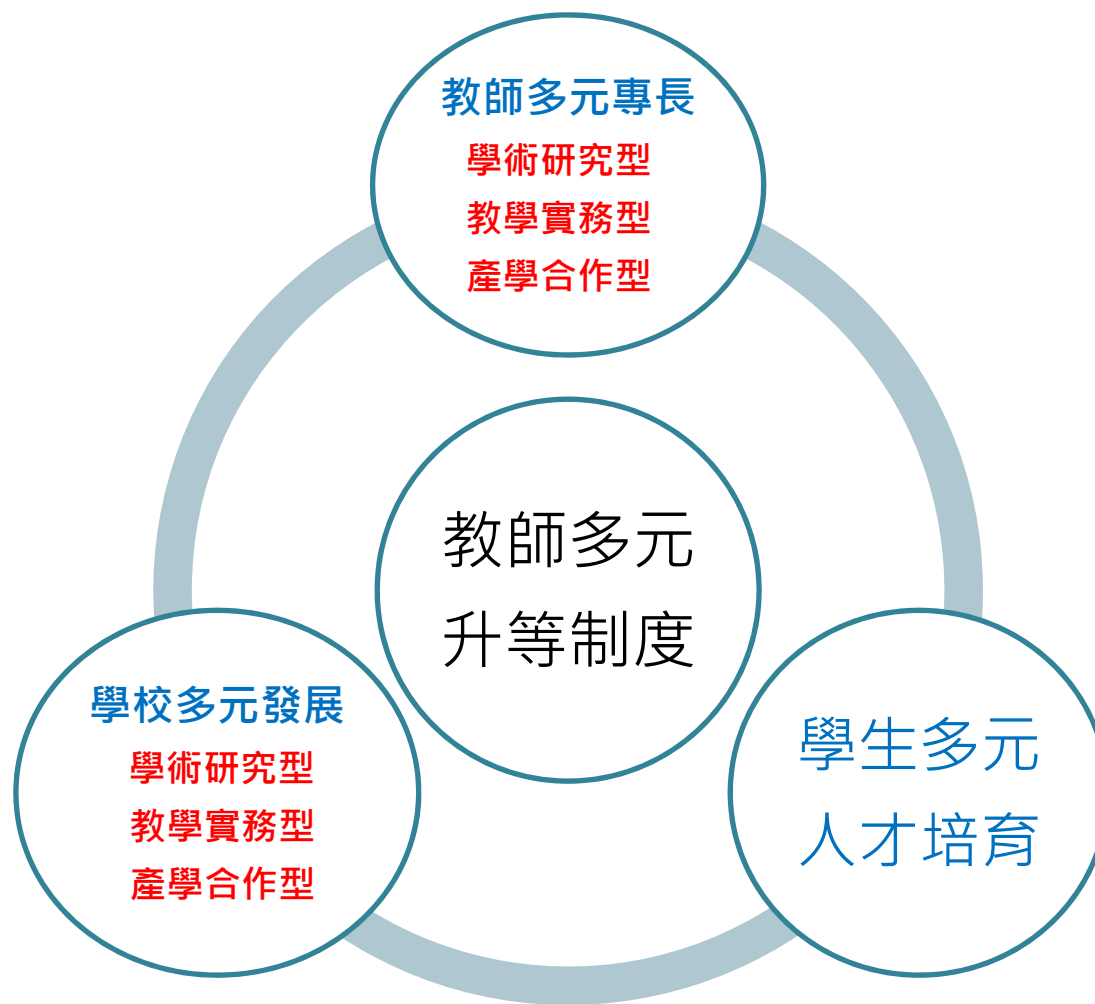 教師多元專長
學術研究型
教學實務型
產學合作型
教師多元
升等制度
學校多元發展
學術研究型
教學實務型
產學合作型
學生多元
人才培育